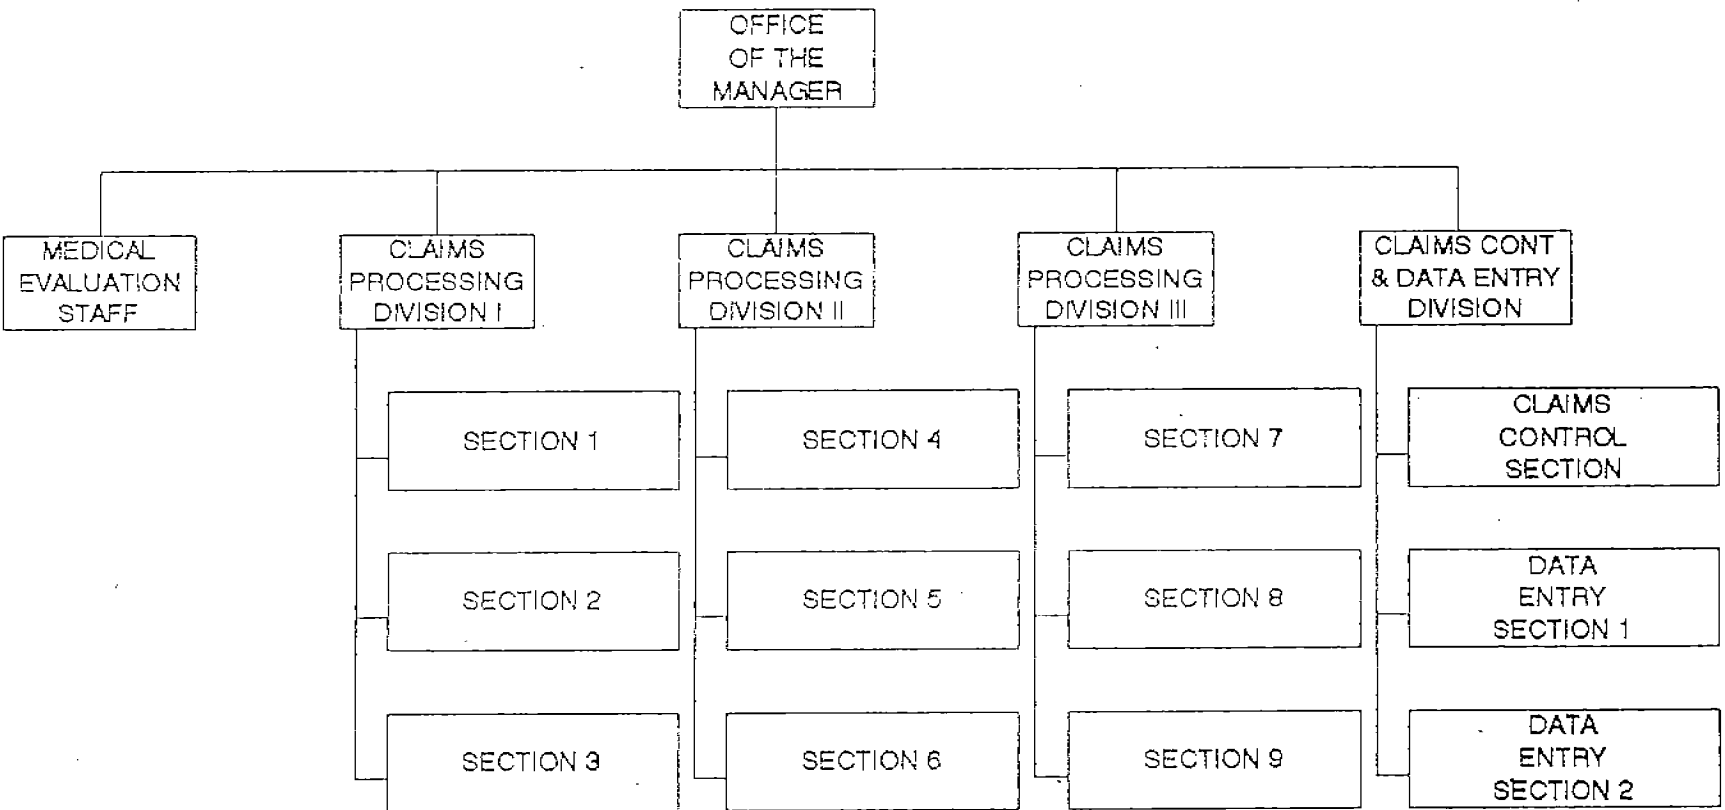 OFFICE
OF THE
MANAGER
MEDICAL
EVALUATION
STAFF
CLAIMS
PROCESSING
DIVISION I
CLAIMS
PROCESSING
DIVISION II
CLAIMS
PROCESSING
DIVISION III
CLAIMS CONT
& DATA ENTRY
DIVISION
SECTION 1
SECTION 4
SECTION 7
CLAIMS
CONTROL
SECTION
SECTION 2
SECTION 5
SECTION 8
DATA
ENTRY
SECTION 1
SECTION 3
SECTION 6
SECTION 9
DATA
ENTRY
SECTION 2